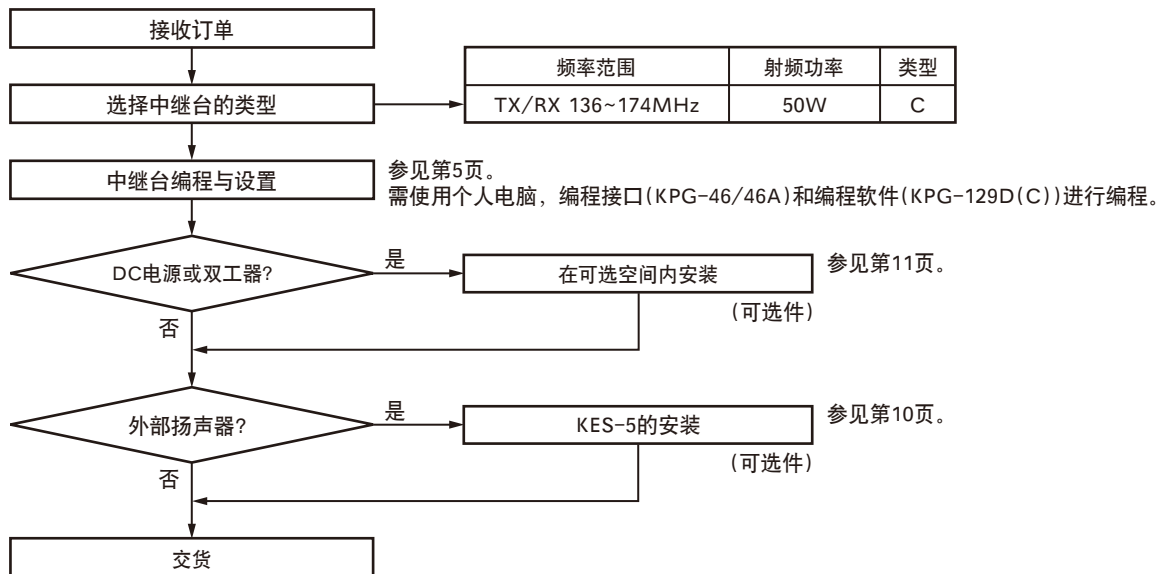 接收订单
选择中继台的类型
频率范围 射频功率 类型
TX/RX 136~174MHz 50W C
中继台编程与设置
参见第5页。
需使用个人电脑，编程接口(KPG-46/46A)和编程软件(KPG-129D(C))进行编程。
DC电源或双工器?
是
在可选空间内安装
参见第11页。
(可选件)
否
外部扬声器?
是
KES-5的安装
参见第10页。
(可选件)
否
交货